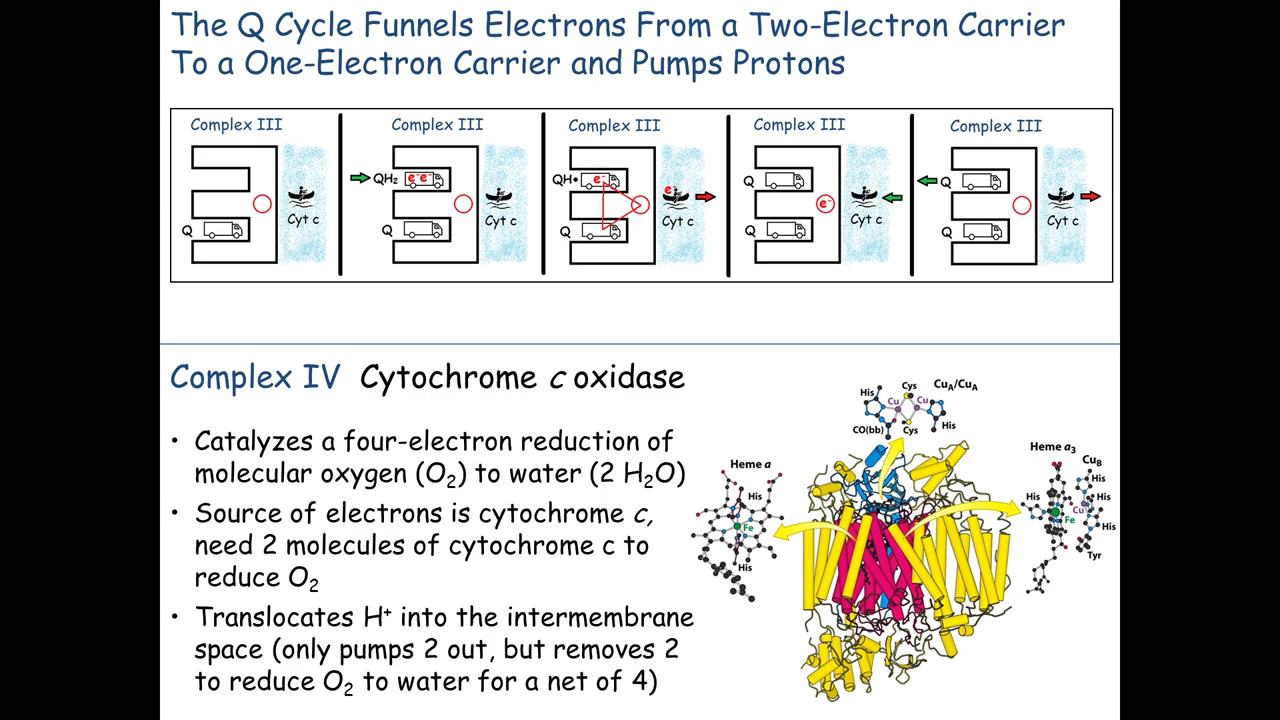 The Q Cycle Funnels Electrons From a Two-Electron Carrier
To a One-Electron Carrier and Pumps Protons
Complex III
Q
Cyt c
Complex III
QH₂
e⁻e⁻
Q
Cyt c
Complex III
QH•
e⁻
e⁻
Q
Cyt c
Complex III
Q
e⁻
Q
Cyt c
Complex III
Q
Q
Cyt c
Complex IV Cytochrome c oxidase
• Catalyzes a four-electron reduction of
molecular oxygen (O₂) to water (2 H₂O)
• Source of electrons is cytochrome c,
need 2 molecules of cytochrome c to
reduce O₂
• Translocates H⁺ into the intermembrane
space (only pumps 2 out, but removes 2
to reduce O₂ to water for a net of 4)
CuA/CuA
His
Cys
Cu
Cu
CO(bb)
Cys
His
Heme a
His
Fe
His
Heme a₃
CuB
His
His
His
Cu
Fe
His
Tyr